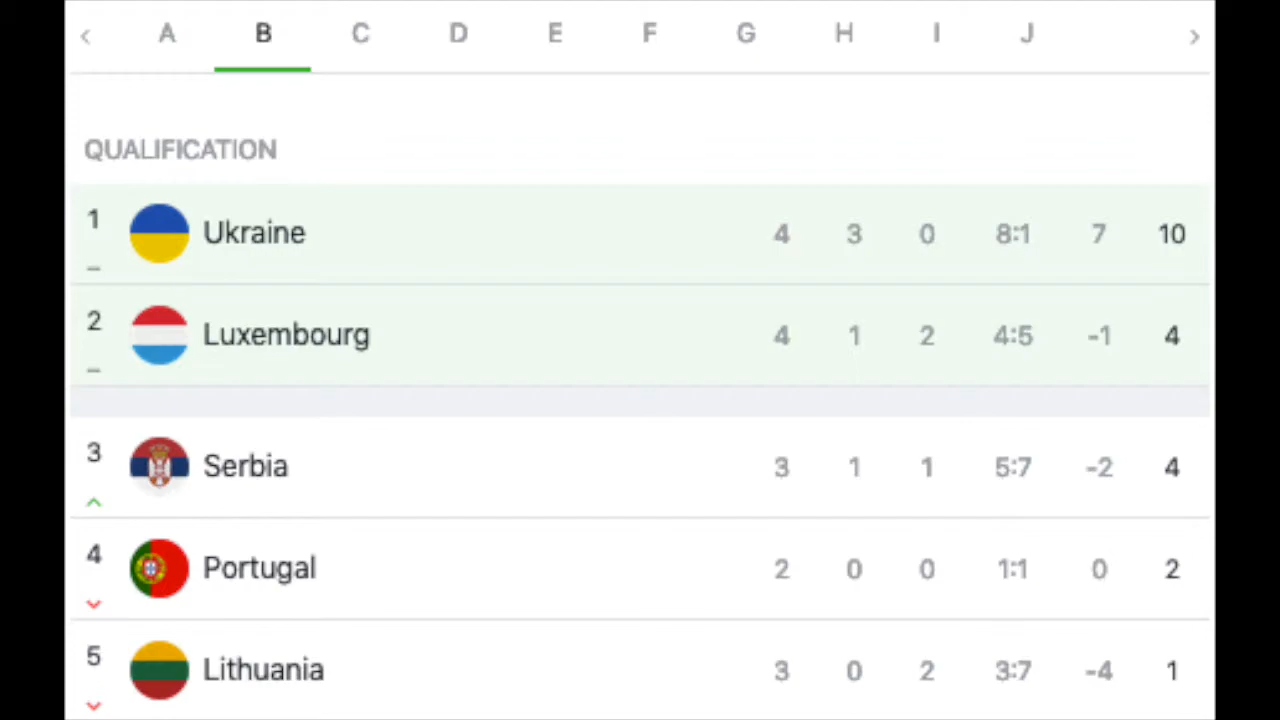 A B C D E F G H I J
QUALIFICATION
1 Ukraine 4 3 0 8:1 7 10
2 Luxembourg 4 1 2 4:5 -1 4
3 Serbia 3 1 1 5:7 -2 4
4 Portugal 2 0 0 1:1 0 2
5 Lithuania 3 0 2 3:7 -4 1